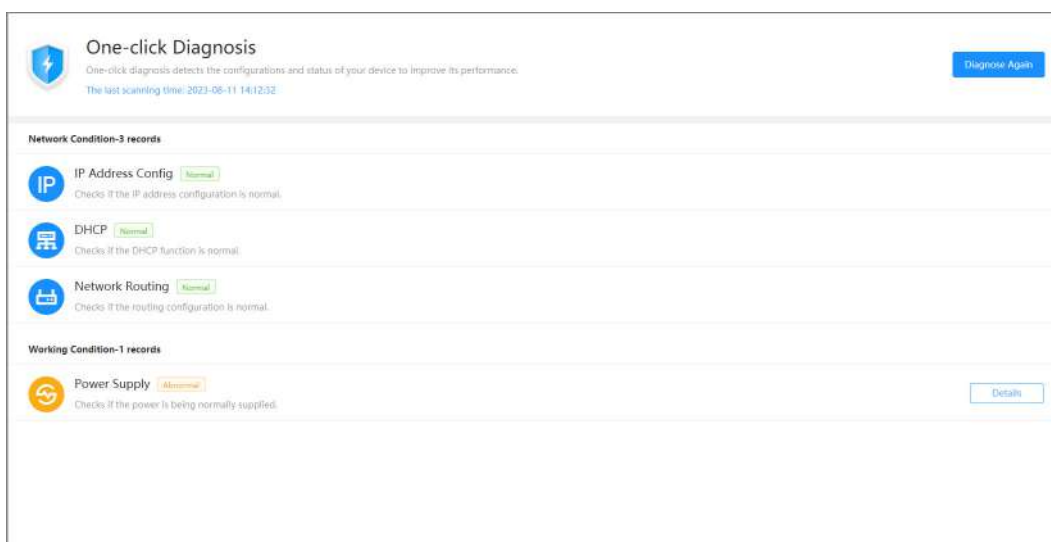 One-click Diagnosis
One-click diagnosis detects the configurations and status of your device to improve its performance.
The last scanning time: 2023-08-11 14:12:52
Diagnose Again
Network Condition-3 records
IP
IP Address Config Normal
Checks if the IP address configuration is normal.
DHCP Normal
Checks if the DHCP function is normal
Network Routing Normal
Checks if the routing configuration is normal.
Working Condition-1 records
Power Supply Abnormal
Checks if the power is being normally supplied.
Details